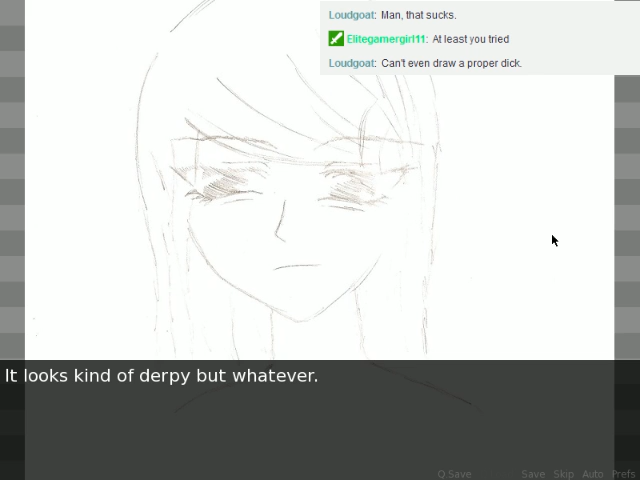 Loudgoat: Man, that sucks.
Elitegamergirl11: At least you tried
Loudgoat: Can't even draw a proper dick.
It looks kind of derpy but whatever.
Q.Save Save Skip Auto Prefs